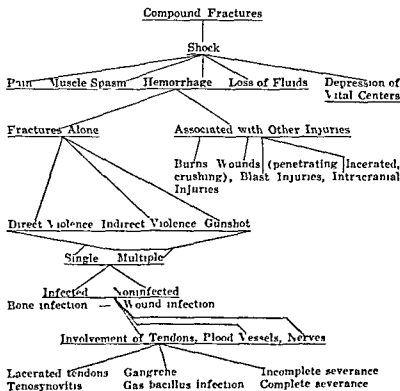 Compound Fractures
Shock
Pain Muscle Spasm Hemorrhage Loss of Fluids Depression of
Vital Centers
Fractures Alone Associated with Other Injuries
Burns Wounds (penetrating lacerated,
crushing), Blast Injuries, Intracranial
Injuries
Direct Violence Indirect Violence Gunshot
Single Multiple
Infected Noninfected
Bone infection — Wound infection
Involvement of Tendons, Plood Vessels, Nerves
Lacerated tendons Gangrene Incomplete severance
Tenosynovitis Gas bacillus infection Complete severance